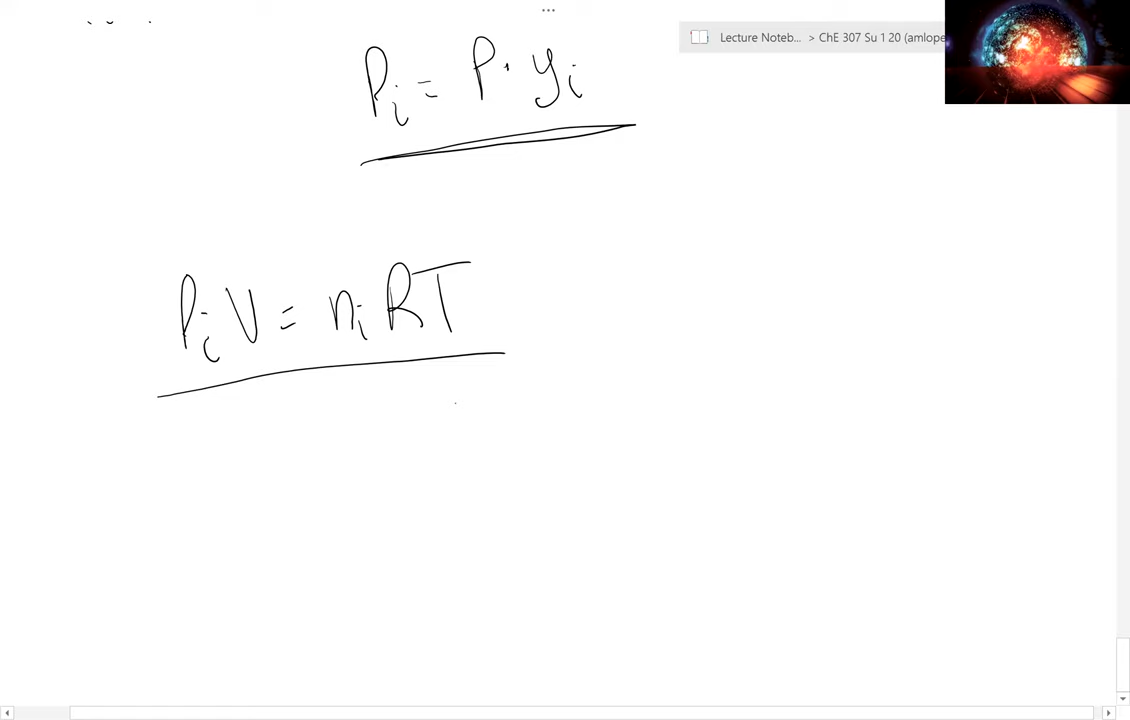 Lecture Noteb... > ChE 307 Su 1 20 (amlope
Pi = P · yi
PiV = niRT